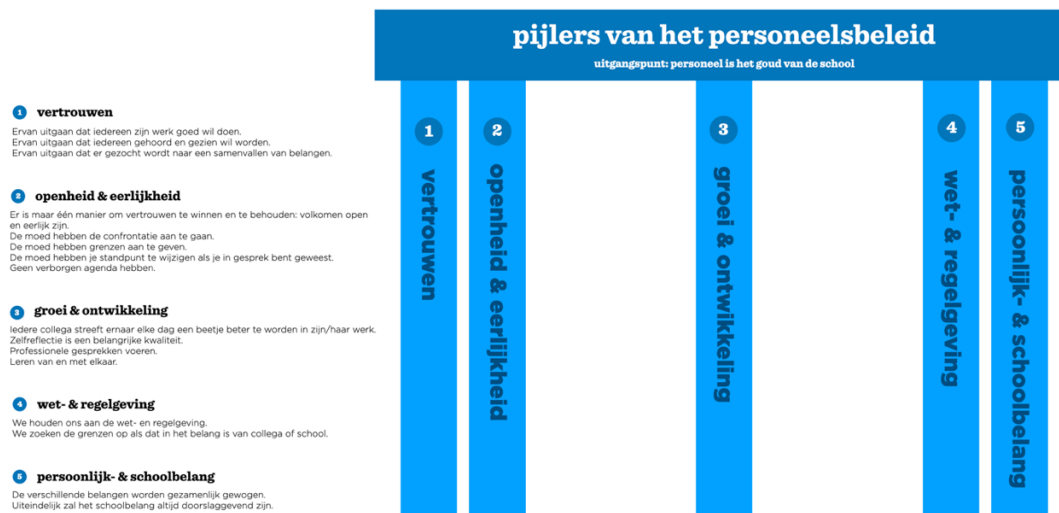 pijlers van het personeelsbeleid
uitgangspunt: personeel is het goud van de school
1 vertrouwen
Ervan uitgaan dat iedereen zijn werk goed wil doen.
Ervan uitgaan dat iedereen gehoord en gezien wil worden.
Ervan uitgaan dat er gezocht wordt naar een samenvallen van belangen.
2 openheid & eerlijkheid
Er is maar één manier om vertrouwen te winnen en te behouden: volkomen open
en eerlijk zijn.
De moed hebben de confrontatie aan te gaan.
De moed hebben grenzen aan te geven.
De moed hebben je standpunt te wijzigen als je in gesprek bent geweest.
Geen verborgen agenda hebben.
3 groei & ontwikkeling
Iedere collega streeft ernaar elke dag een beetje beter te worden in zijn/haar werk.
Zelfreflectie is een belangrijke kwaliteit.
Professionele gesprekken voeren.
Leren van en met elkaar.
4 wet- & regelgeving
We houden ons aan de wet- en regelgeving.
We zoeken de grenzen op als dat in het belang is van collega of school.
5 persoonlijk- & schoolbelang
De verschillende belangen worden gezamenlijk gewogen.
Uiteindelijk zal het schoolbelang altijd doorslaggevend zijn.
1 vertrouwen
2 openheid & eerlijkheid
3 groei & ontwikkeling
4 wet- & regelgeving
5 persoonlijk- & schoolbelang